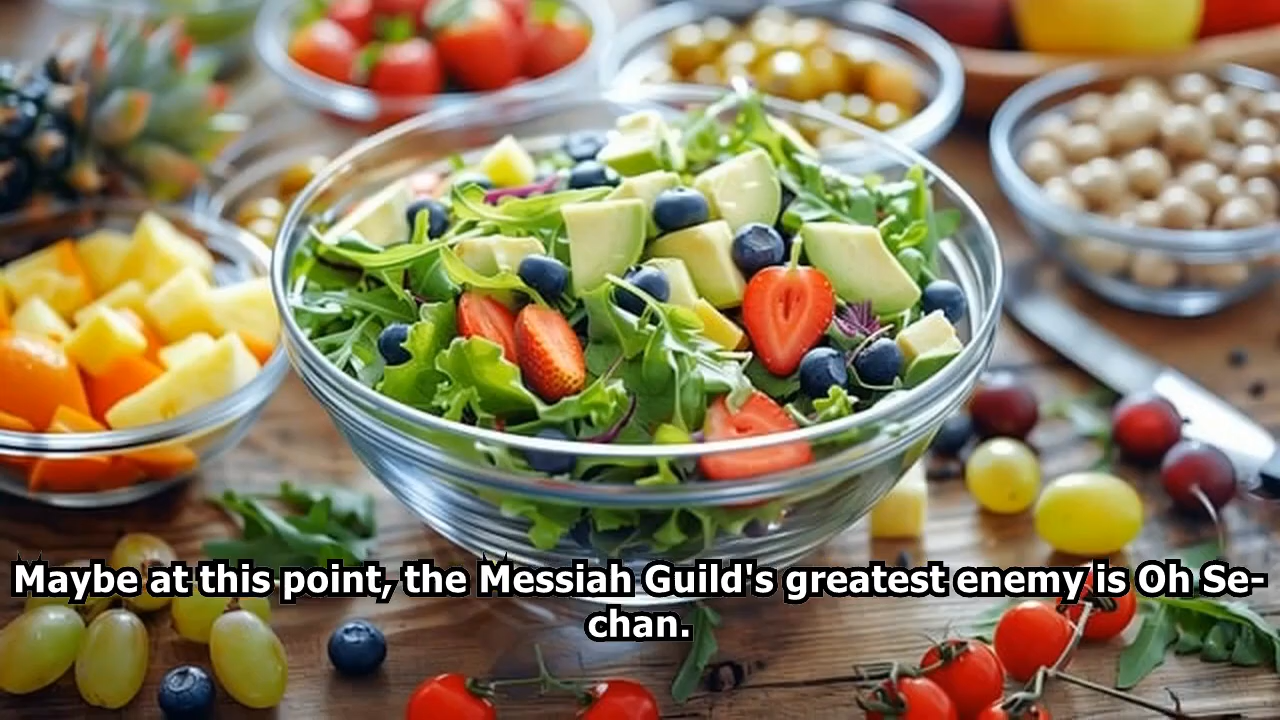 Maybe at this point, the Messiah Guild's greatest enemy is Oh Se-
chan.